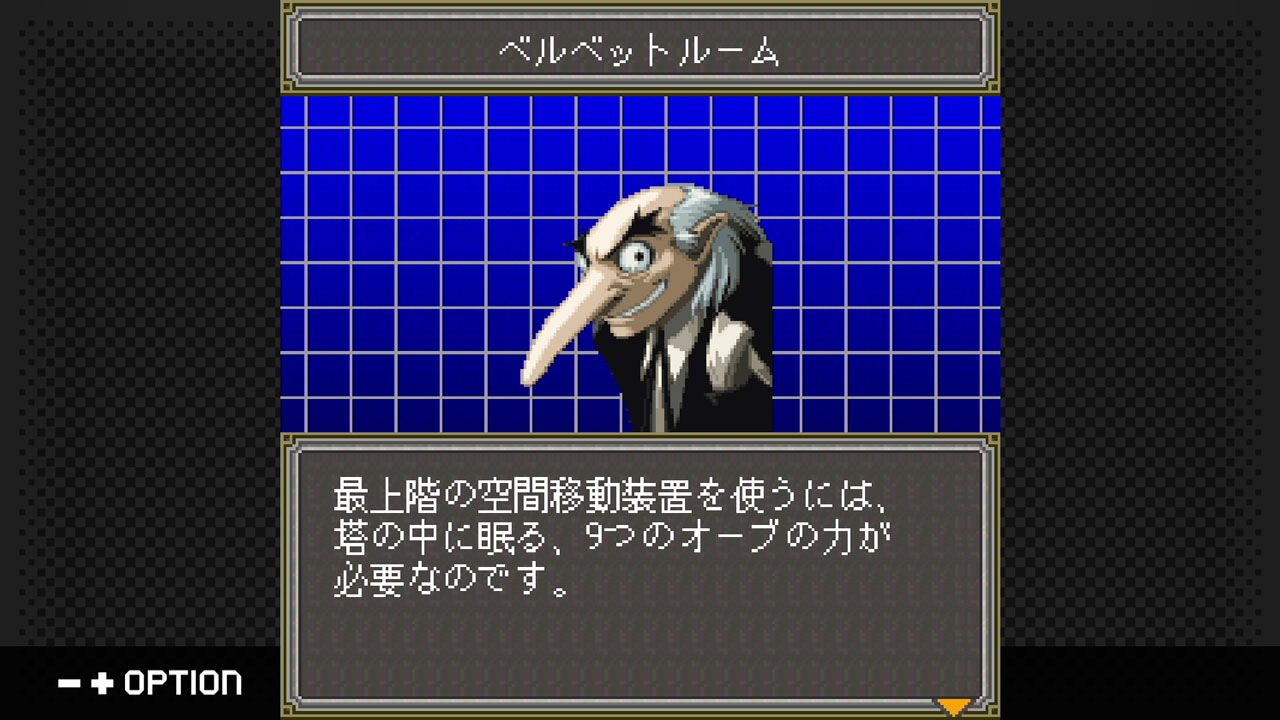 ベルベットルーム
最上階の空間移動装置を使うには、
塔の中に眠る、9つのオーブの力が
必要なのです。
－＋OPTION